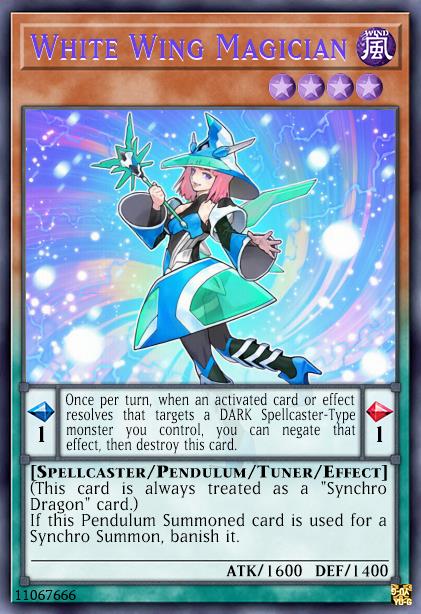 WHITE WING MAGICIAN
WIND
風
Once per turn, when an activated card or effect
resolves that targets a DARK Spellcaster-Type
monster you control, you can negate that
effect, then destroy this card.
1
1
[SPELLCASTER/PENDULUM/TUNER/EFFECT]
(This card is always treated as a "Synchro
Dragon" card.)
If this Pendulum Summoned card is used for a
Synchro Summon, banish it.
ATK/1600 DEF/1400
11067666